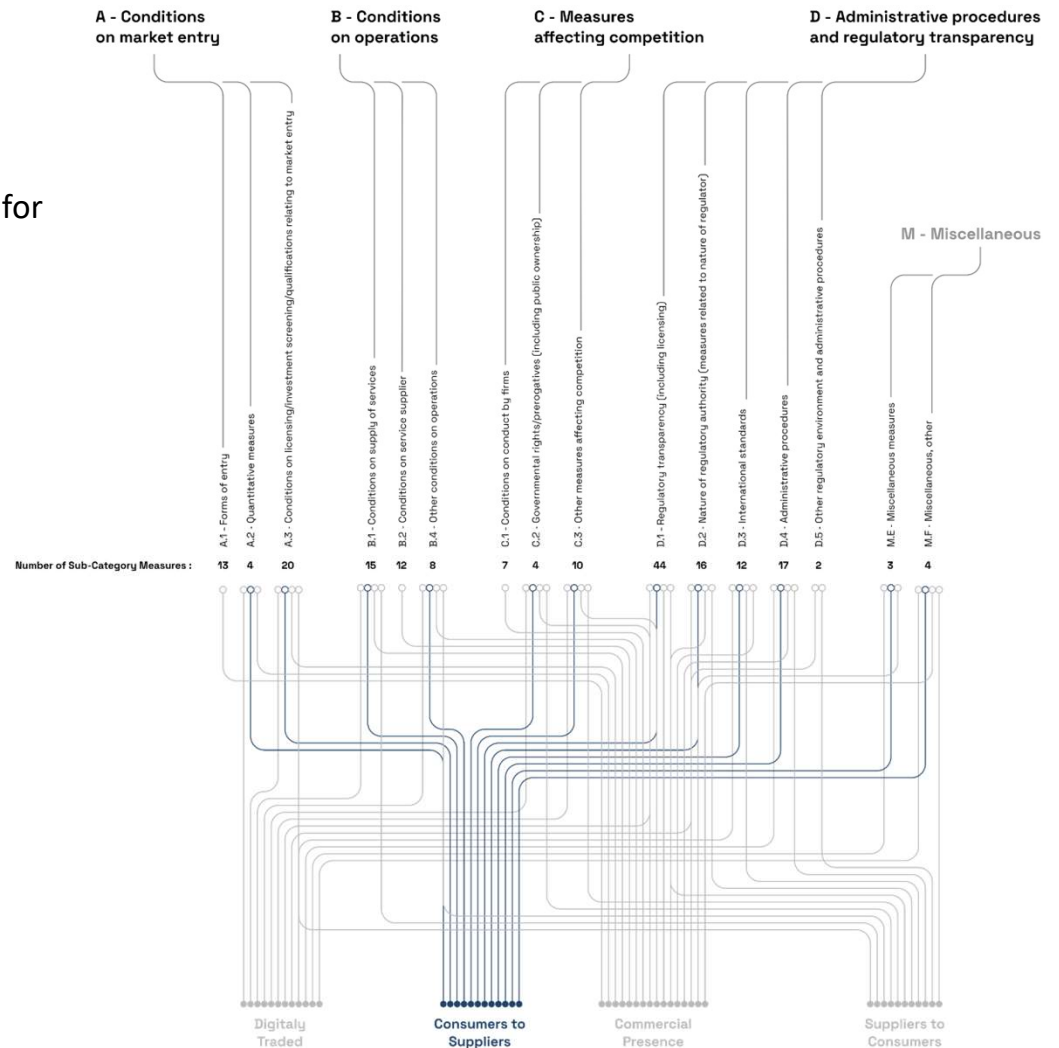 A - Conditions
on market entry
B - Conditions
on operations
C - Measures
affecting competition
D - Administrative procedures
and regulatory transparency
for
M - Miscellaneous
A.1 - Forms of entry
A.2 - Quantitative measures
A.3 - Conditions on licensing/investment screening/qualifications relating to market entry
B.1 - Conditions on supply of services
B.2 - Conditions on service supplier
B.4 - Other conditions on operations
C.1 - Conditions on conduct by firms
C.2 - Governmental rights/prerogatives (including public ownership)
C.3 - Other measures affecting competition
D.1 - Regulatory transparency (including licensing)
D.2 - Nature of regulatory authority (measures related to nature of regulator)
D.3 - International standards
D.4 - Administrative procedures
D.5 - Other regulatory environment and administrative procedures
M.E - Miscellaneous measures
M.F - Miscellaneous, other
Number of Sub-Category Measures : 13 4 20 15 12 8 7 4 10 44 16 12 17 2 3 4
Digitaly
Traded
Consumers to
Suppliers
Commercial
Presence
Suppliers to
Consumers